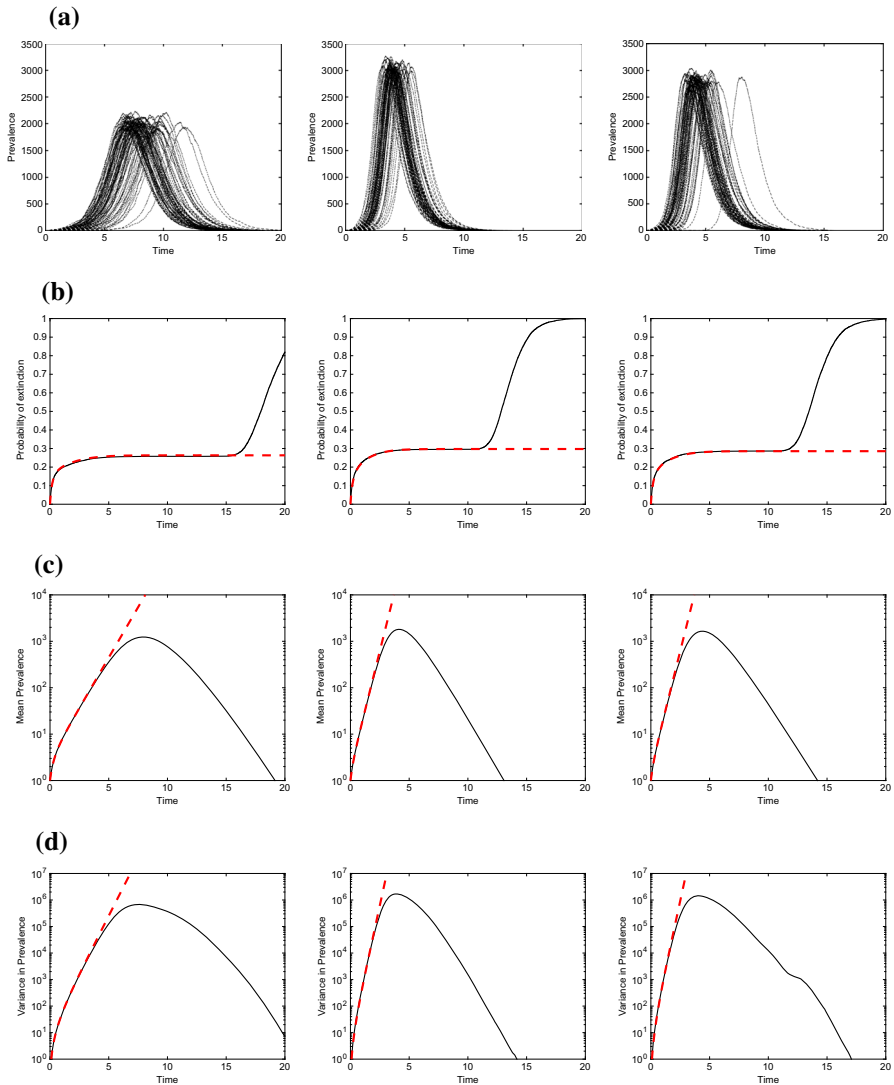 (a)
3500
3000
2500
2000
1500
1000
500
0
Prevalence
0 5 10 15 20
Time
3500
3000
2500
2000
1500
1000
500
0
Prevalence
0 5 10 15 20
Time
3500
3000
2500
2000
1500
1000
500
0
Prevalence
0 5 10 15 20
Time
(b)
1
0.9
0.8
0.7
0.6
0.5
0.4
0.3
0.2
0.1
0
Probability of extinction
0 5 10 15 20
Time
1
0.9
0.8
0.7
0.6
0.5
0.4
0.3
0.2
0.1
0
Probability of extinction
0 5 10 15 20
Time
1
0.9
0.8
0.7
0.6
0.5
0.4
0.3
0.2
0.1
0
Probability of extinction
0 5 10 15 20
Time
(c)
10^4
10^3
10^2
10^1
10^0
Mean Prevalence
0 5 10 15 20
Time
10^4
10^3
10^2
10^1
10^0
Mean Prevalence
0 5 10 15 20
Time
10^4
10^3
10^2
10^1
10^0
Mean Prevalence
0 5 10 15 20
Time
(d)
10^7
10^6
10^5
10^4
10^3
10^2
10^1
10^0
Variance in Prevalence
0 5 10 15 20
Time
10^7
10^6
10^5
10^4
10^3
10^2
10^1
10^0
Variance in Prevalence
0 5 10 15 20
Time
10^7
10^6
10^5
10^4
10^3
10^2
10^1
10^0
Variance in Prevalence
0 5 10 15 20
Time